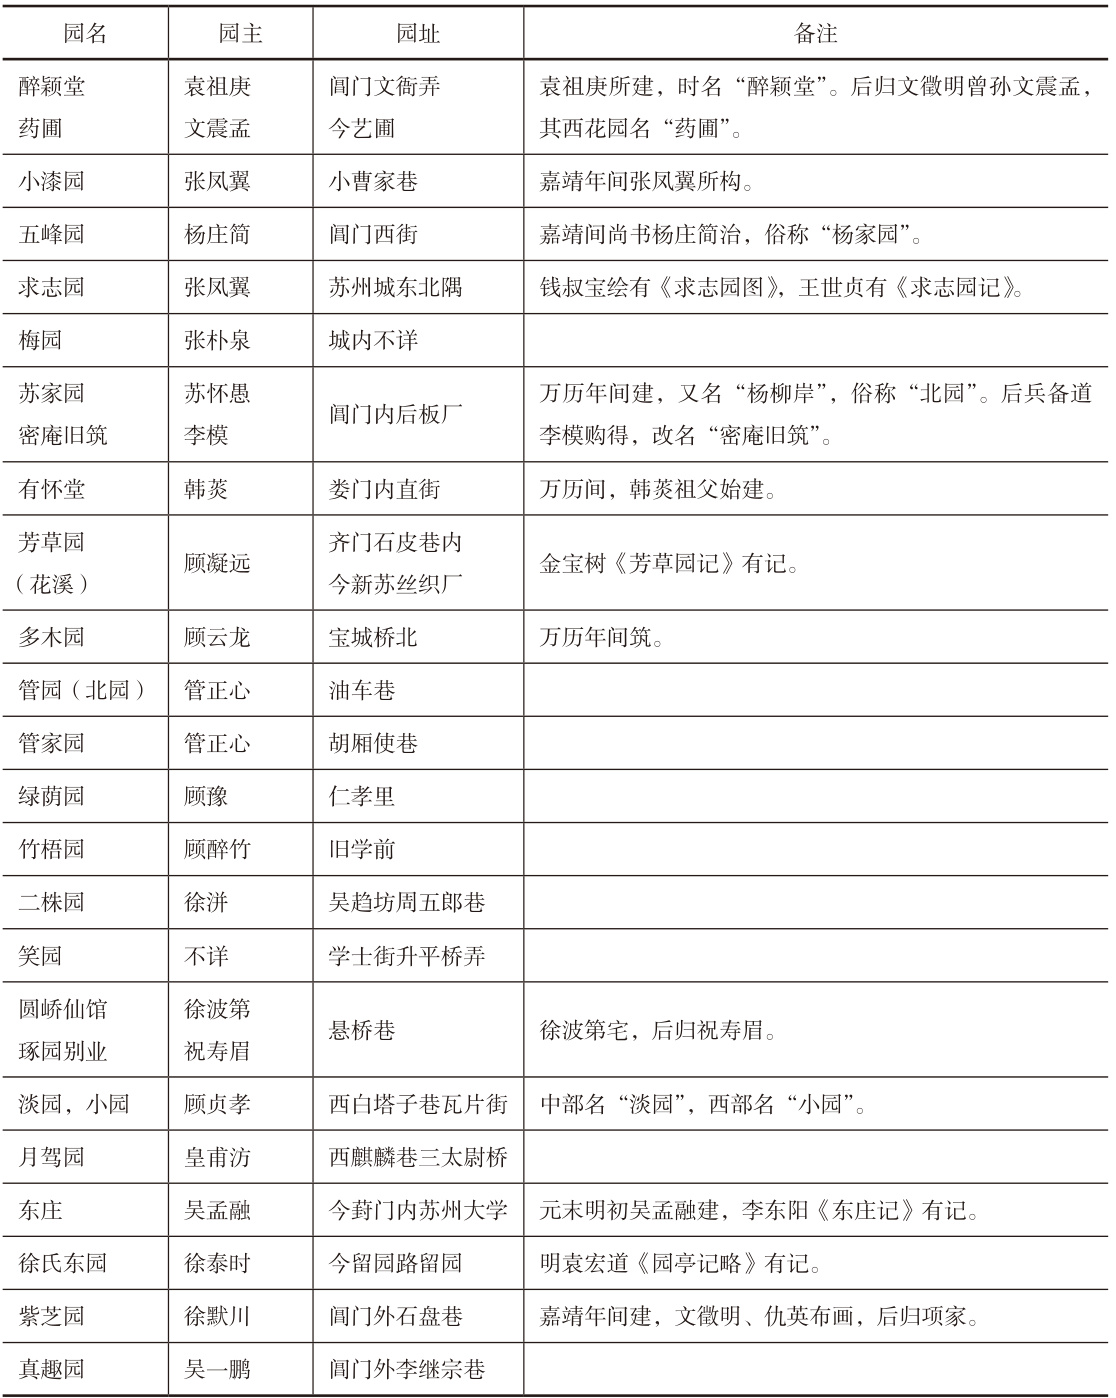 园名 园主 园址 备注
醉颖堂 袁祖庚 阊门文衙弄 袁祖庚所建，时名“醉颖堂”。后归文徵明曾孙文震孟，
药圃 文震孟 今艺圃 其西花园名“药圃”。
小漆园 张凤翼 小曹家巷 嘉靖年间张凤翼所构。
五峰园 杨庄简 阊门西街 嘉靖间尚书杨庄简治，俗称“杨家园”。
求志园 张凤翼 苏州城东北隅 钱叔宝绘有《求志园图》，王世贞有《求志园记》。
梅园 张朴泉 城内不详
苏家园 苏怀愚 阊门内后板厂 万历年间建，又名“杨柳岸”，俗称“北园”。后兵备道
密庵旧筑 李模 李模购得，改名“密庵旧筑”。
有怀堂 韩菼 娄门内直街 万历间，韩菼祖父始建。
芳草园 顾凝远 齐门石皮巷内 金宝树《芳草园记》有记。
（花溪） 今新苏丝织厂
多木园 顾云龙 宝城桥北 万历年间筑。
管园（北园） 管正心 油车巷
管家园 管正心 胡厢使巷
绿荫园 顾豫 仁孝里
竹梧园 顾醉竹 旧学前
二株园 徐洴 吴趋坊周五郎巷
笑园 不详 学士街升平桥弄
圆峤仙馆 徐波第 悬桥巷 徐波第宅，后归祝寿眉。
琢园别业 祝寿眉
淡园，小园 顾贞孝 西白塔子巷瓦片街 中部名“淡园”，西部名“小园”。
月驾园 皇甫汸 西麒麟巷三太尉桥
东庄 吴孟融 今葑门内苏州大学 元末明初吴孟融建，李东阳《东庄记》有记。
徐氏东园 徐泰时 今留园路留园 明袁宏道《园亭记略》有记。
紫芝园 徐默川 阊门外石盘巷 嘉靖年间建，文徵明、仇英布画，后归项家。
真趣园 吴一鹏 阊门外李继宗巷